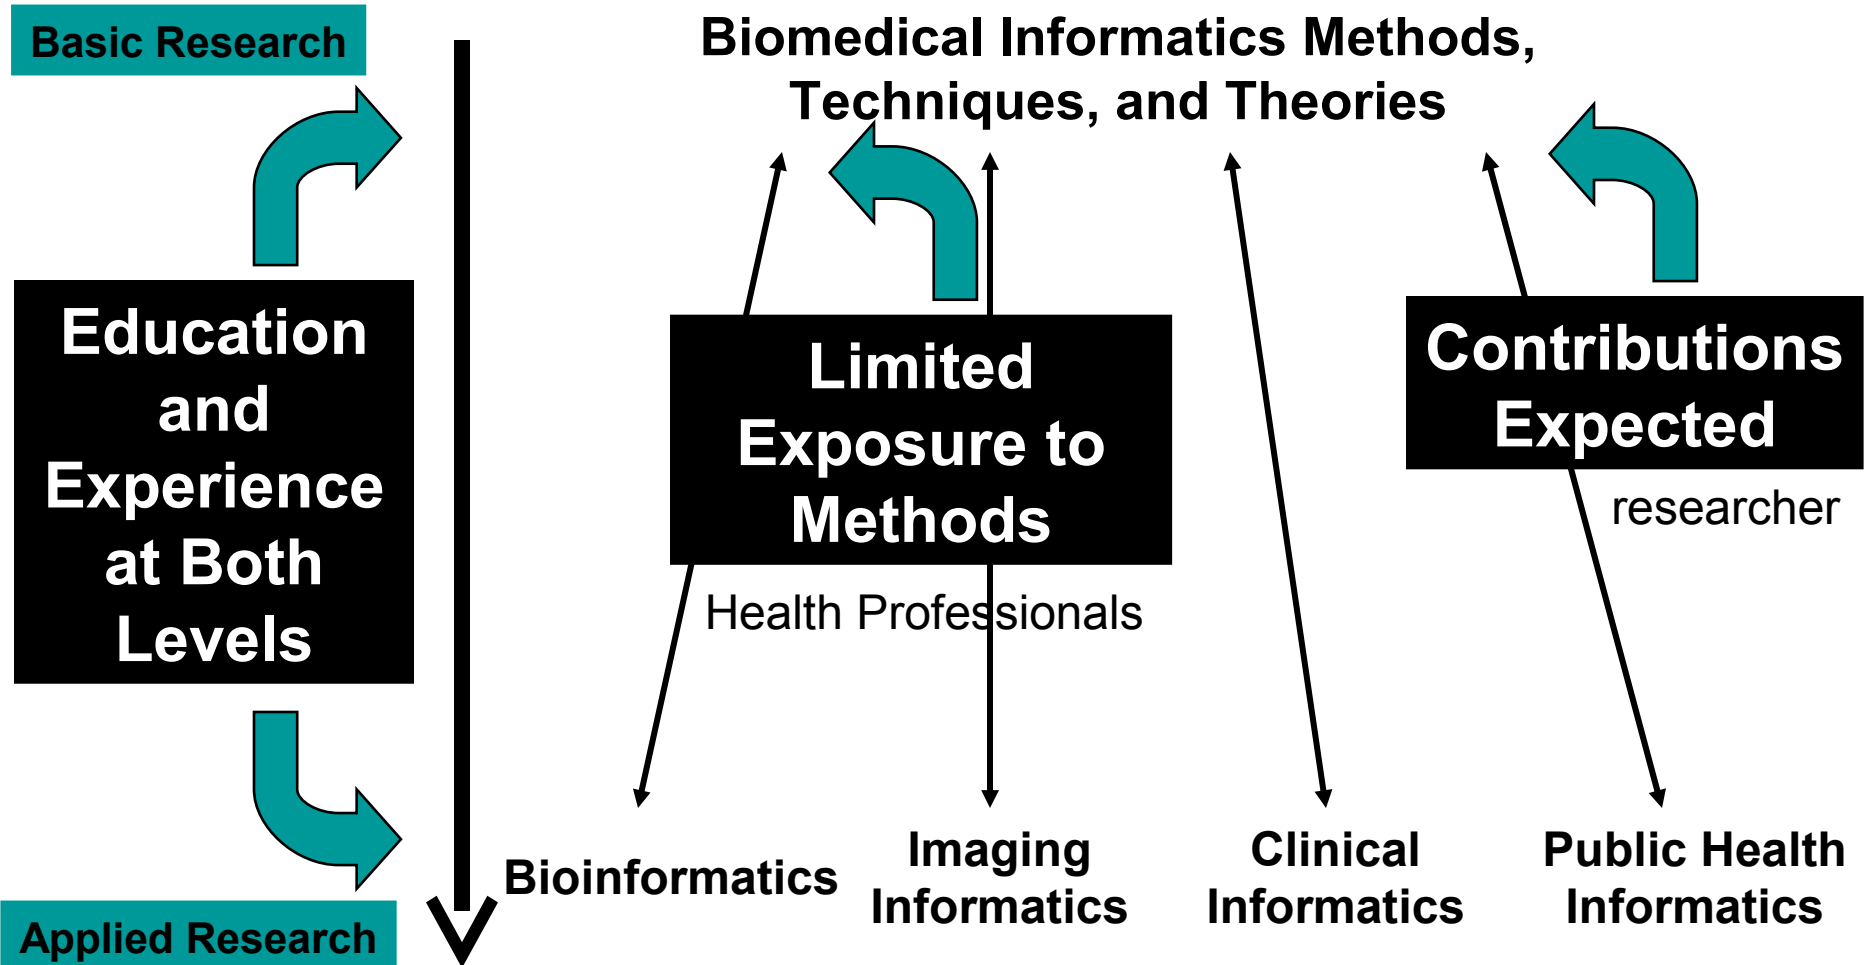 Basic Research
Biomedical Informatics Methods,
Techniques, and Theories
Education
and
Experience
at Both
Levels
Limited
Exposure to
Methods
Health Professionals
Contributions
Expected
researcher
Bioinformatics
Imaging
Informatics
Clinical
Informatics
Public Health
Informatics
Applied Research